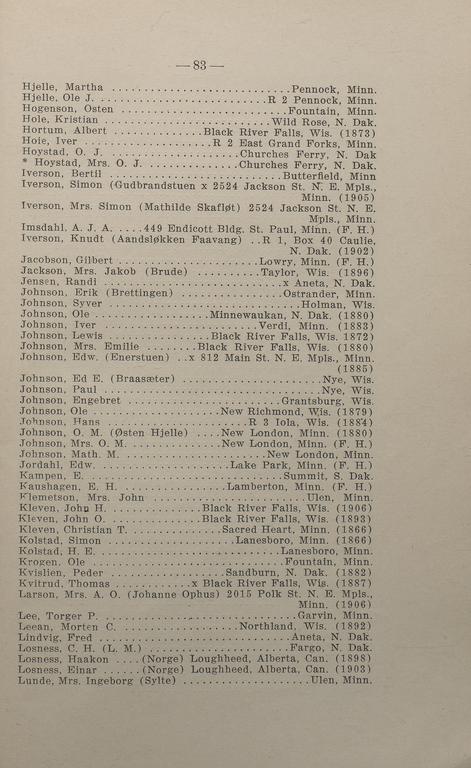 —83—
Hjelle, Martha ............................Pennock, Minn.
Hjelle, Ole J. ..........................R 2 Pennock, Minn.
Hogenson, Osten ..........................Fountain, Minn.
Hole, Kristian ..........................Wild Rose, N. Dak.
Hortum, Albert ..............Black River Falls, Wis. (1873)
Hoie, Iver .....................R 2 East Grand Forks, Minn.
Hoystad, O. J. .....................Churches Ferry, N. Dak
* Hoystad, Mrs. O. J. ..............Churches Ferry, N. Dak.
Iverson, Bertil ...........................Butterfield, Minn
Iverson, Simon (Gudbrandstuen x 2524 Jackson St. N. E. Mpls.,
Minn. (1905)
Iverson, Mrs. Simon (Mathilde Skafløt) 2524 Jackson St. N. E.
Mpls., Minn.
Imsdahl, A. J. A. ....449 Endicott Bldg. St. Paul, Minn. (F. H.)
Iverson, Knudt (Aandsløkken Faavang) ..R 1, Box 40 Caulie,
N. Dak. (1902)
Jacobson, Gilbert ......................Lowry, Minn. (F. H.)
Jackson, Mrs. Jakob (Brude) ..........Taylor, Wis. (1896)
Jensen, Randi ............................x Aneta, N. Dak.
Johnson, Erik (Brettingen) .................Ostrander, Minn.
Johnson, Syver ..............................Holman, Wis.
Johnson, Ole ..................Minnewaukan, N. Dak. (1880)
Johnson, Iver .........................Verdi, Minn. (1883)
Johnson, Lewis ................Black River Falls, Wis. 1872)
Johnson, Mrs. Emilie .........Black River Falls, Wis. (1880)
Johnson, Edw. (Enerstuen) ..x 812 Main St. N. E. Mpls., Minn.
(1885)
Johnson, Ed E. (Braasæter) .......................Nye, Wis.
Johnson, Paul ...................................Nye, Wis.
Johnson, Engebret .........................Grantsburg, Wis.
Johnson, Ole .....................New Richmond, Wis. (1879)
Johnson, Hans .......................R 3 Iola, Wis. (1884)
Johnson, O. M. (Østen Hjelle) ....New London, Minn. (1880)
Johnson, Mrs. O. M. ...............New London, Minn. (F. H.)
Johnson, Math. M. .......................New London, Minn.
Jordahl, Edw. .....................Lake Park, Minn. (F. H.)
Kampen, E. ................................Summit, S. Dak.
Kaushagen, E. H. .................Lamberton, Minn. (F. H.)
Klemetson, Mrs. John .........................Ulen, Minn.
Kleven, John H. ...............Black River Falls, Wis. (1906)
Kleven, John O. ...............Black River Falls, Wis. (1893)
Kleven, Christian T. ...............Sacred Heart, Minn. (1866)
Kolstad, Simon .....................Lanesboro, Minn. (1866)
Kolstad, H. E. .............................Lanesboro, Minn.
Krogen, Ole ................................Fountain, Minn.
Kvislien, Peder ..................Sandburn, N. Dak. (1882)
Kvitrud, Thomas ............x Black River Falls, Wis. (1887)
Larson, Mrs. A. O. (Johanne Ophus) 2015 Polk St. N. E. Mpls.,
Minn. (1906)
Lee, Torger P. ...............................Garvin, Minn.
Leean, Morten C. ...................Northland, Wis. (1892)
Lindvig, Fred ...............................Aneta, N. Dak.
Losness, C. H. (L. M.) .......................Fargo, N. Dak.
Losness, Haakon ....(Norge) Loughheed, Alberta, Can. (1898)
Losness, Einar ......(Norge) Loughheed, Alberta, Can. (1903)
Lunde, Mrs. Ingeborg (Sylte) ....................Ulen, Minn.